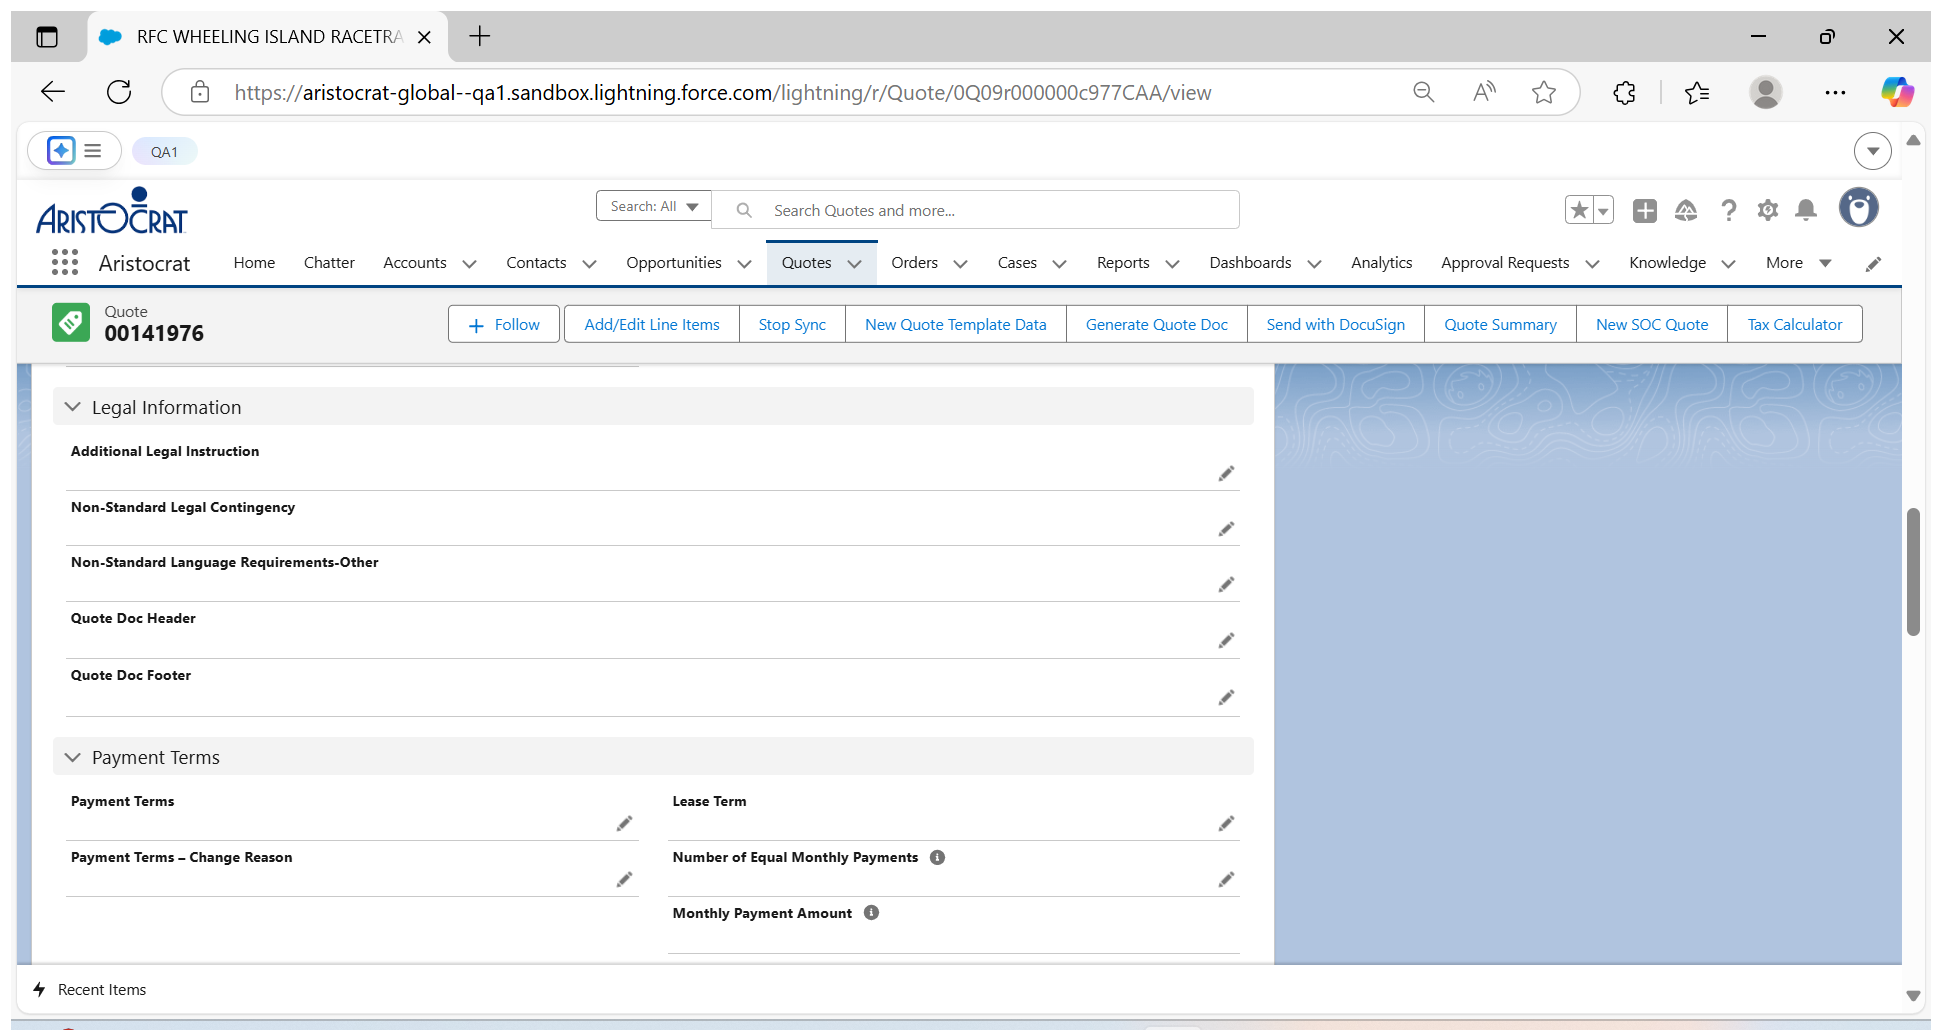 RFC WHEELING ISLAND RACETRA
https://aristocrat-global--qa1.sandbox.lightning.force.com/lightning/r/Quote/0Q09r000000c977CAA/view
QA1
ARISTOCRAT
Search: All
Search Quotes and more...
Aristocrat
Home
Chatter
Accounts
Contacts
Opportunities
Quotes
Orders
Cases
Reports
Dashboards
Analytics
Approval Requests
Knowledge
More
Quote
00141976
Follow
Add/Edit Line Items
Stop Sync
New Quote Template Data
Generate Quote Doc
Send with DocuSign
Quote Summary
New SOC Quote
Tax Calculator
Legal Information
Additional Legal Instruction
Non-Standard Legal Contingency
Non-Standard Language Requirements-Other
Quote Doc Header
Quote Doc Footer
Payment Terms
Payment Terms
Lease Term
Payment Terms – Change Reason
Number of Equal Monthly Payments
Monthly Payment Amount
Recent Items